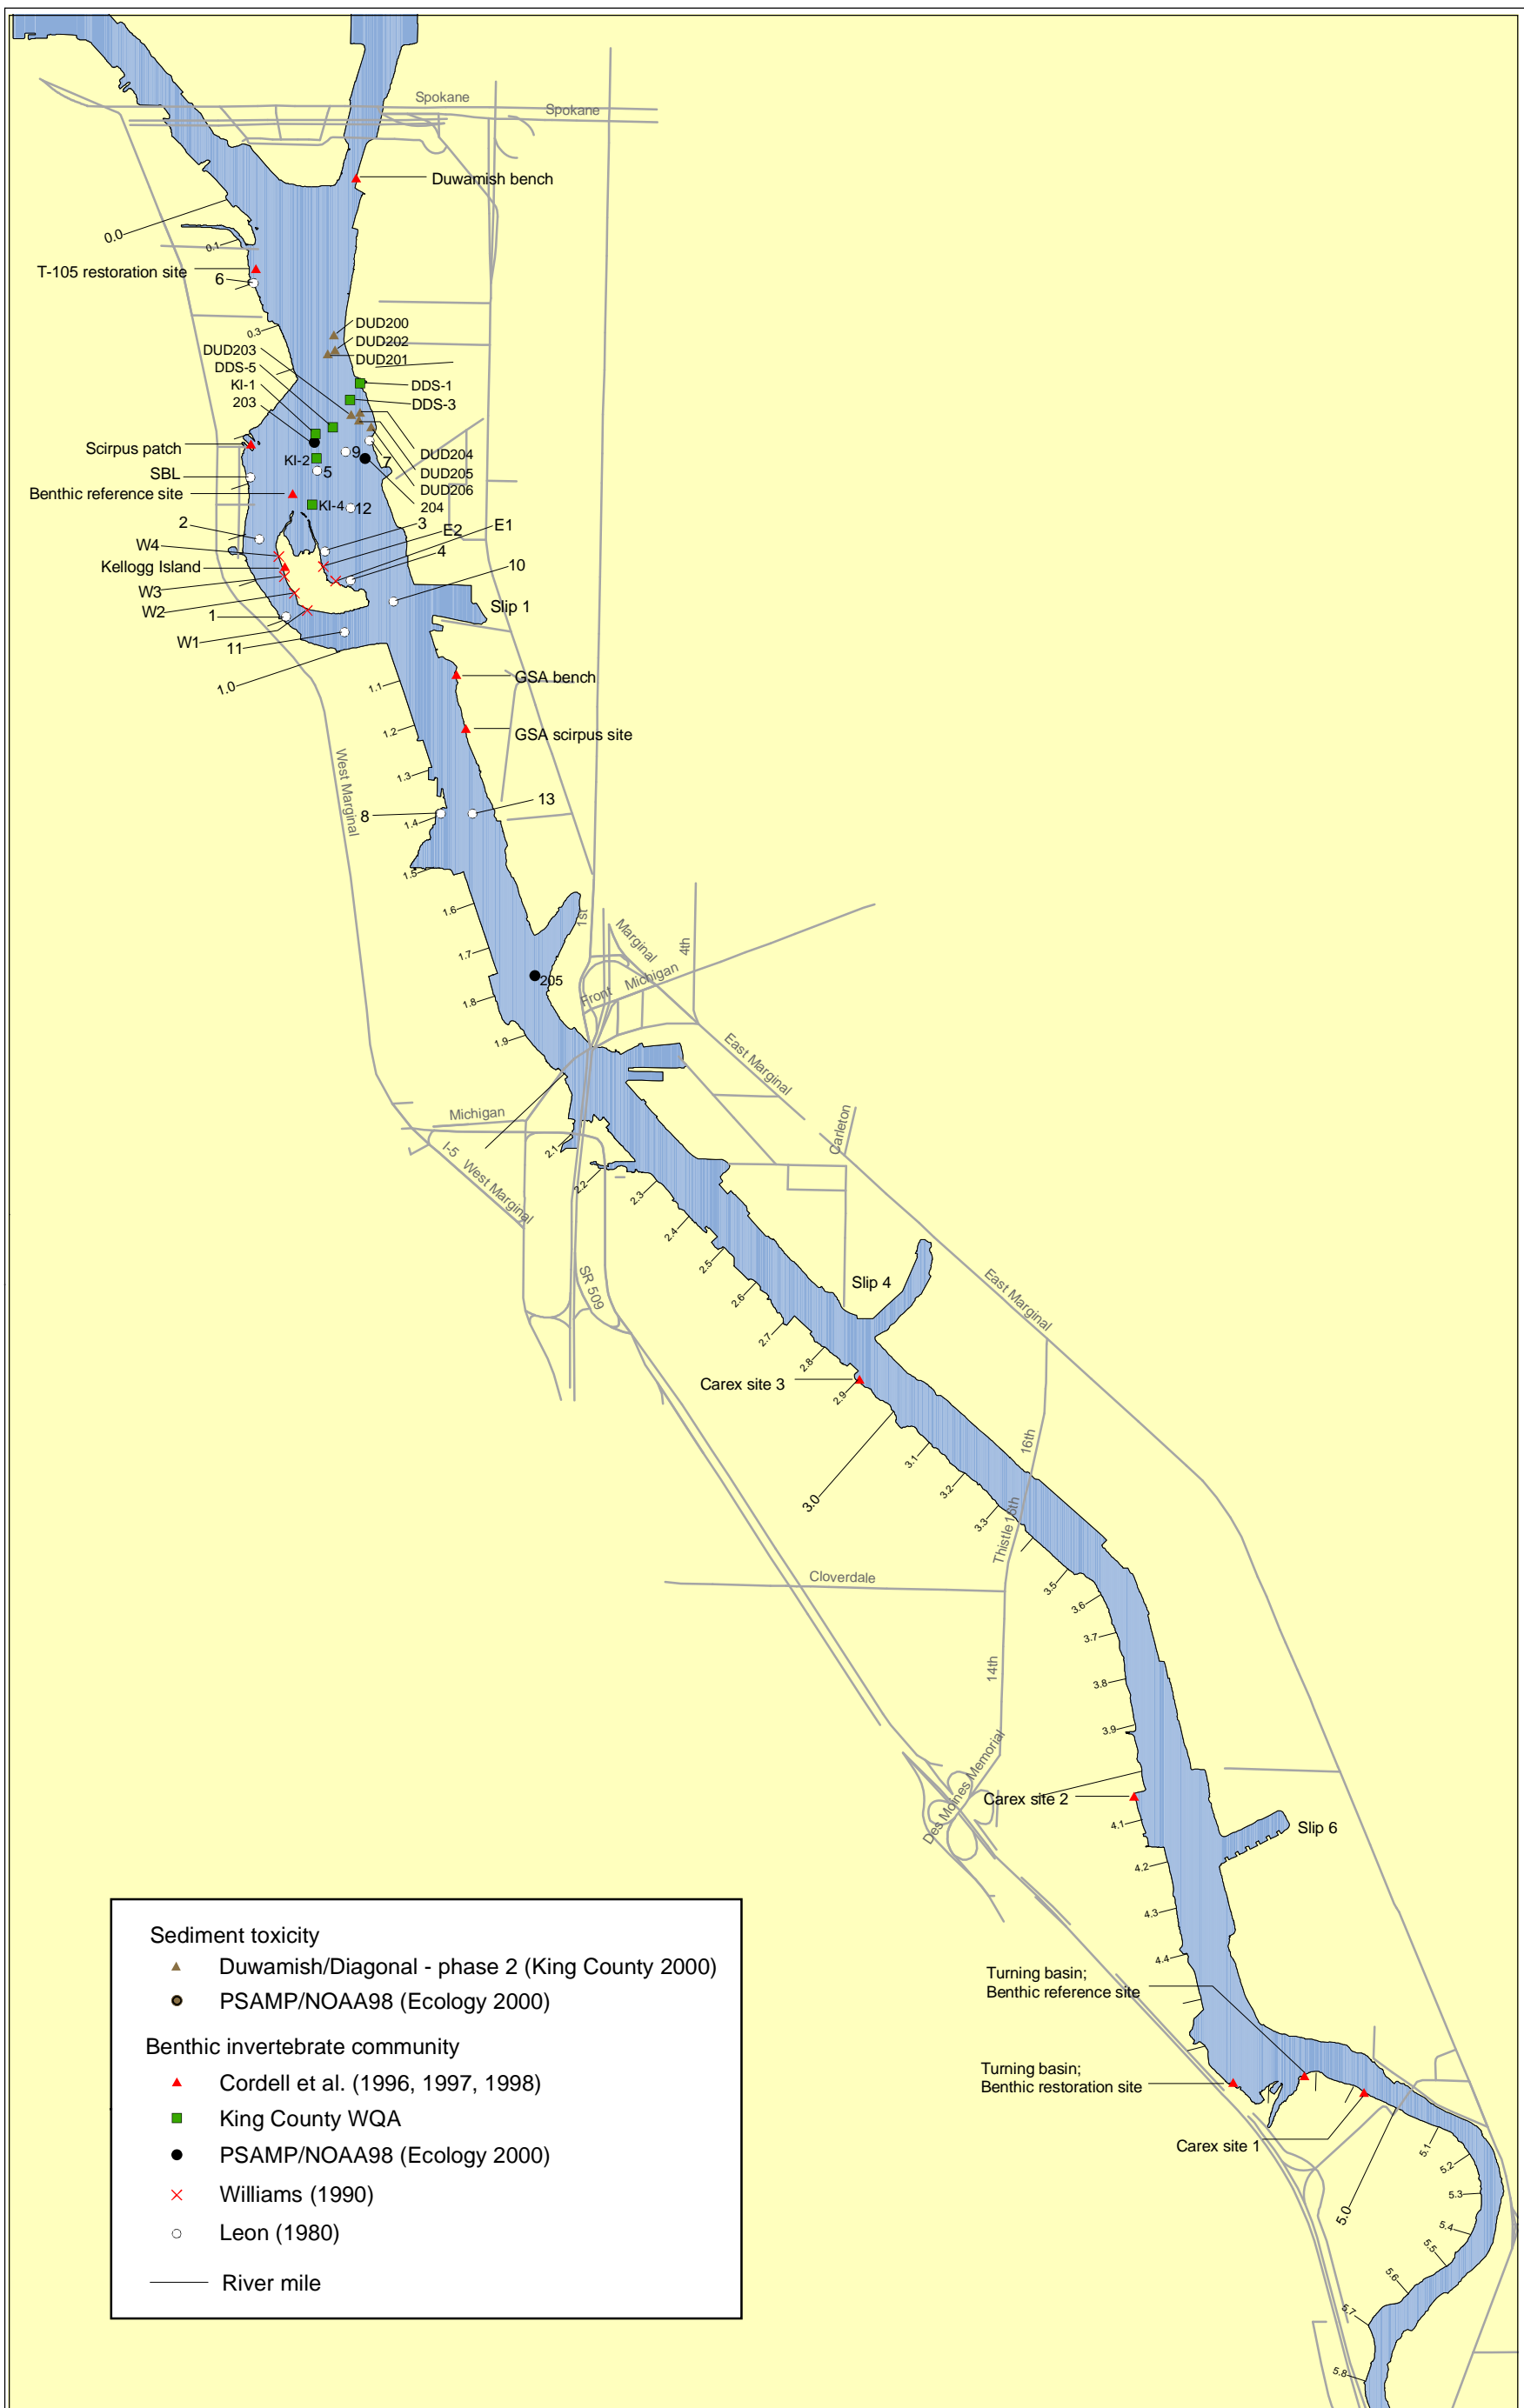 Spokane
Spokane
Duwamish bench
0.0
0.1
T-105 restoration site
6
0.3
DUD200
DUD202
DUD201
DUD203
DDS-5
KI-1
203
DDS-1
DDS-3
Scirpus patch
SBL
Benthic reference site
KI-2
5
9
7
DUD204
DUD205
DUD206
204
KI-4
12
3
E2
E1
4
10
2
W4
Kellogg Island
W3
W2
1
W1
11
1.0
Slip 1
1.1
GSA bench
1.2
GSA scirpus site
1.3
West Marginal
8
13
1.4
1.5
1.6
1st
Marginal
4th
1.7
205
Front
Michigan
1.8
1.9
East Marginal
Michigan
Carleton
I-5
West Marginal
2.1
2.2
2.3
2.4
2.5
2.6
2.7
2.8
2.9
SR 509
Slip 4
East Marginal
Carex site 3
3.0
3.1
3.2
3.3
16th
Thistle
16th
Cloverdale
3.5
3.6
3.7
14th
3.8
3.9
Des Moines Memorial
Carex site 2
4.1
Slip 6
4.2
4.3
4.4
Turning basin;
Benthic reference site
Turning basin;
Benthic restoration site
Carex site 1
5.0
5.1
5.2
5.3
5.4
5.5
5.6
5.7
5.8
Sediment toxicity
Duwamish/Diagonal - phase 2 (King County 2000)
PSAMP/NOAA98 (Ecology 2000)
Benthic invertebrate community
Cordell et al. (1996, 1997, 1998)
King County WQA
PSAMP/NOAA98 (Ecology 2000)
Williams (1990)
Leon (1980)
River mile